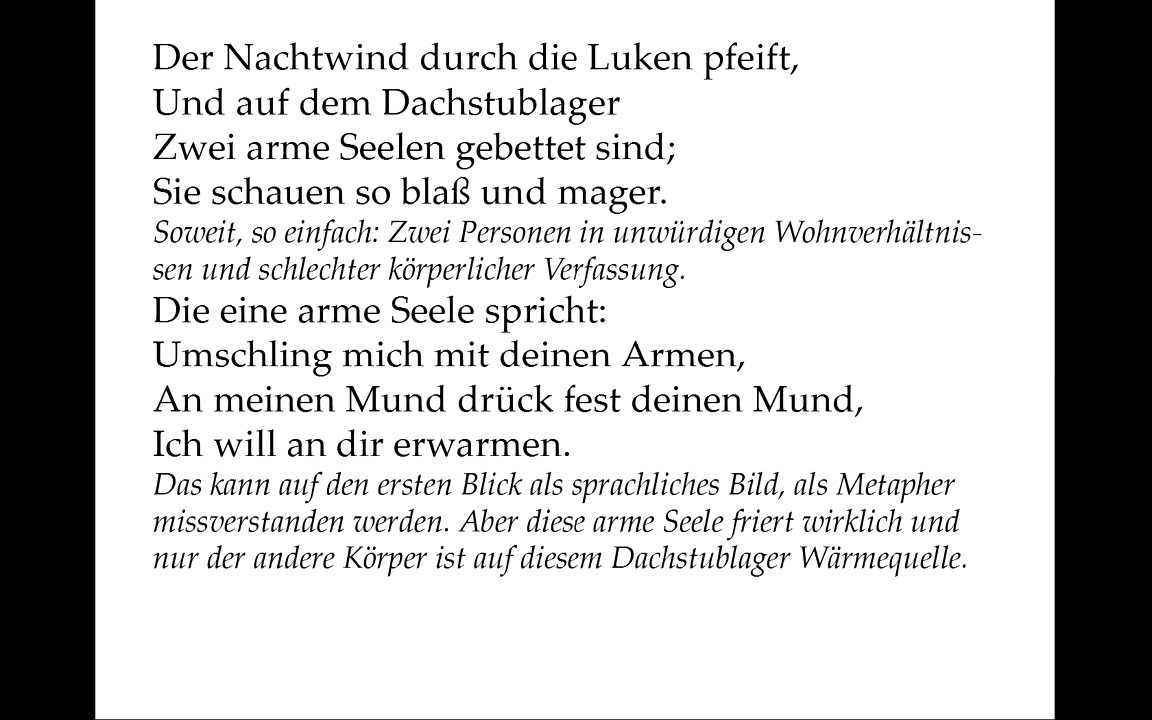 Der Nachtwind durch die Luken pfeift,
Und auf dem Dachstublager
Zwei arme Seelen gebettet sind;
Sie schauen so blaß und mager.
Soweit, so einfach: Zwei Personen in unwürdigen Wohnverhältnis-
sen und schlechter körperlicher Verfassung.
Die eine arme Seele spricht:
Umschling mich mit deinen Armen,
An meinen Mund drück fest deinen Mund,
Ich will an dir erwarmen.
Das kann auf den ersten Blick als sprachliches Bild, als Metapher
missverstanden werden. Aber diese arme Seele friert wirklich und
nur der andere Körper ist auf diesem Dachstublager Wärmequelle.